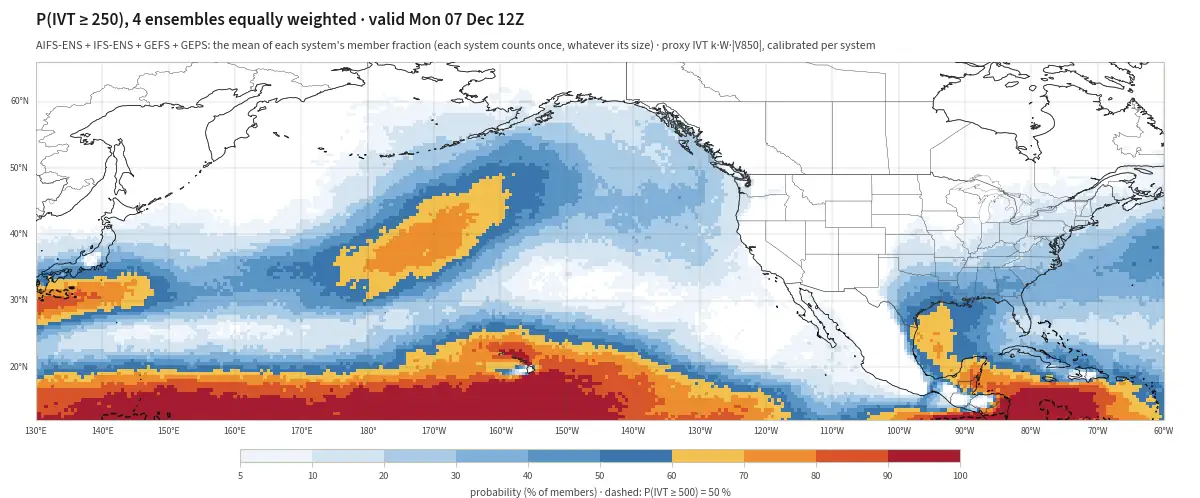 P(IVT ≥ 250), 4 ensembles equally weighted · valid Mon 07 Dec 12Z
AIFS-ENS + IFS-ENS + GEFS + GEPS: the mean of each system's member fraction (each system counts once, whatever its size) · proxy IVT k·W·|V850|, calibrated per system
60°N
50°N
40°N
30°N
20°N
130°E 140°E 150°E 160°E 170°E 180° 170°W 160°W 150°W 140°W 130°W 120°W 110°W 100°W 90°W 80°W 70°W 60°W
5 10 20 30 40 50 60 70 80 90 100
probability (% of members) · dashed: P(IVT ≥ 500) = 50 %